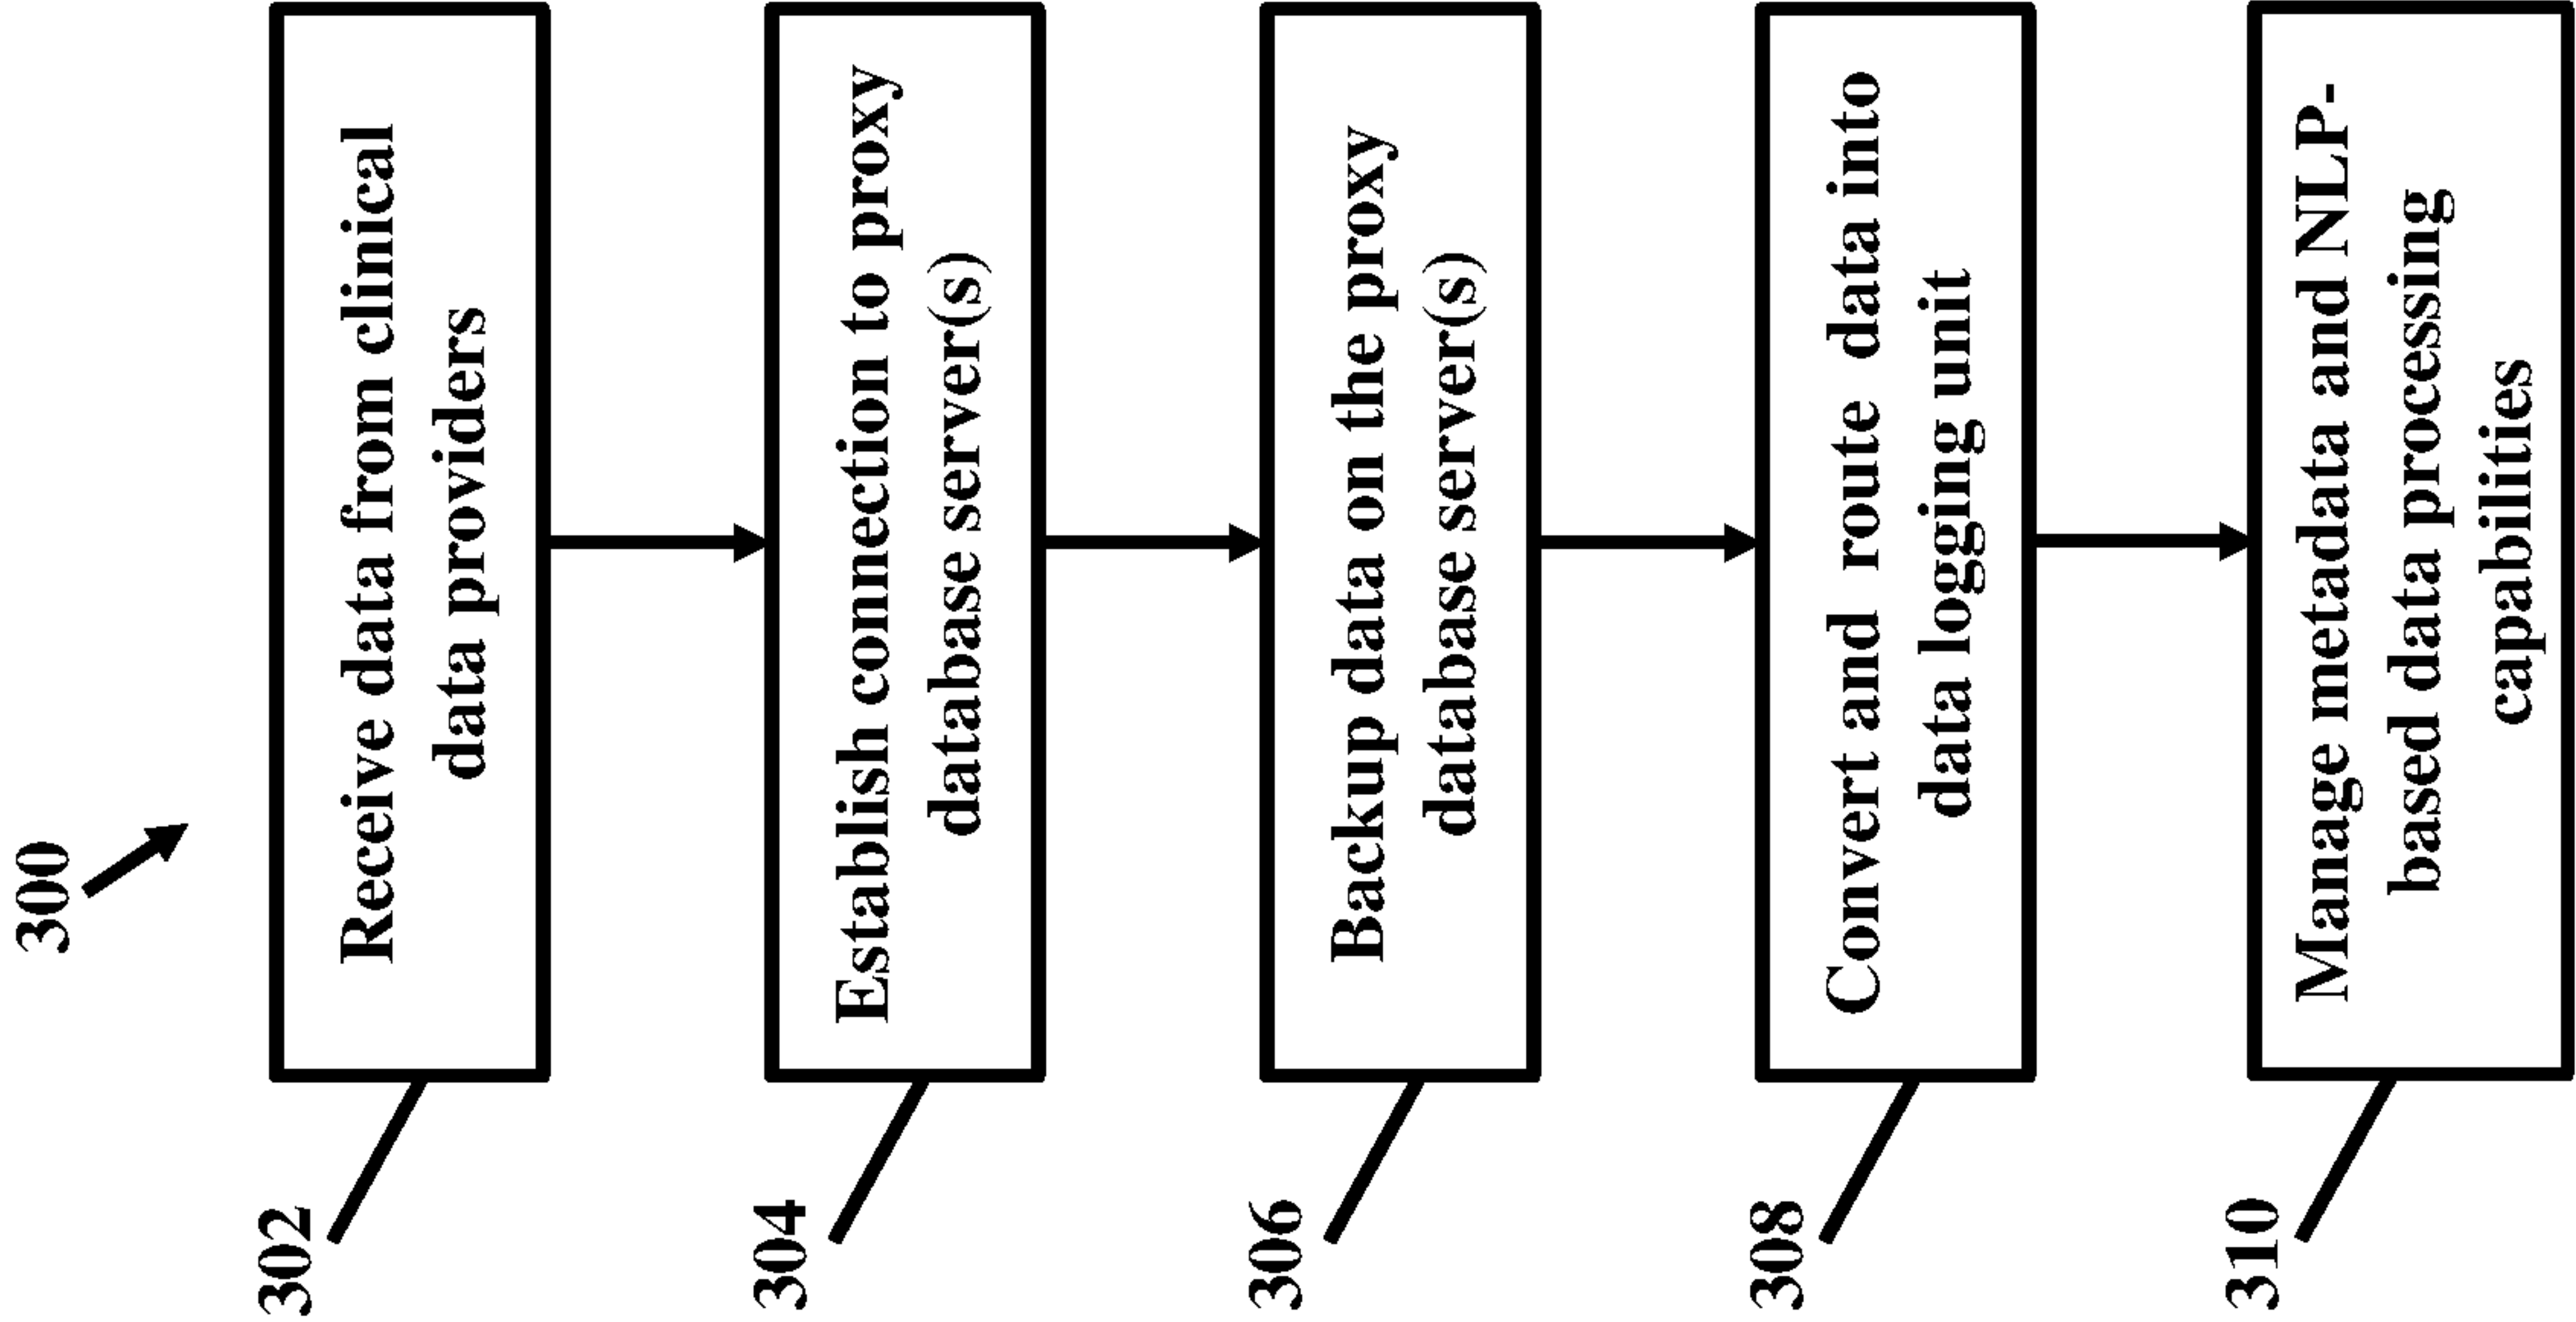 300
302
Receive data from clinical
data providers
304
Establish connection to proxy
database server(s)
306
Backup data on the proxy
database server(s)
308
Convert and route data into
data logging unit
310
Manage metadata and NLP-
based data processing
capabilities